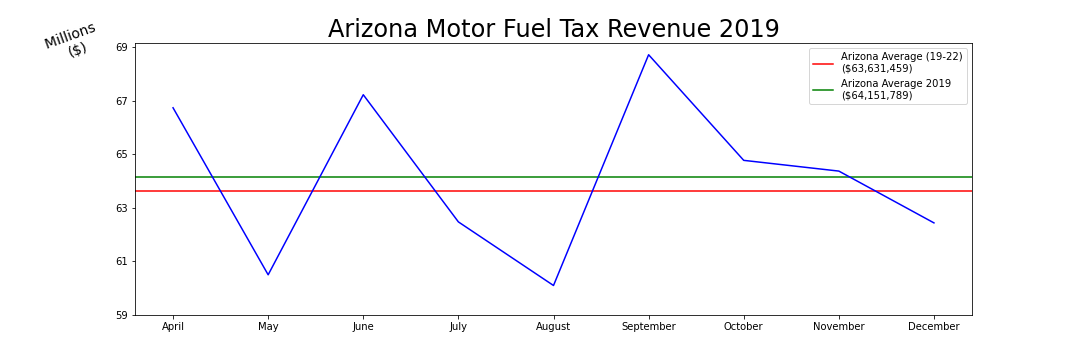 Arizona Motor Fuel Tax Revenue 2019
Millions
($)
69
67
65
63
61
59
Arizona Average (19-22)
($63,631,459)
Arizona Average 2019
($64,151,789)
April May June July August September October November December